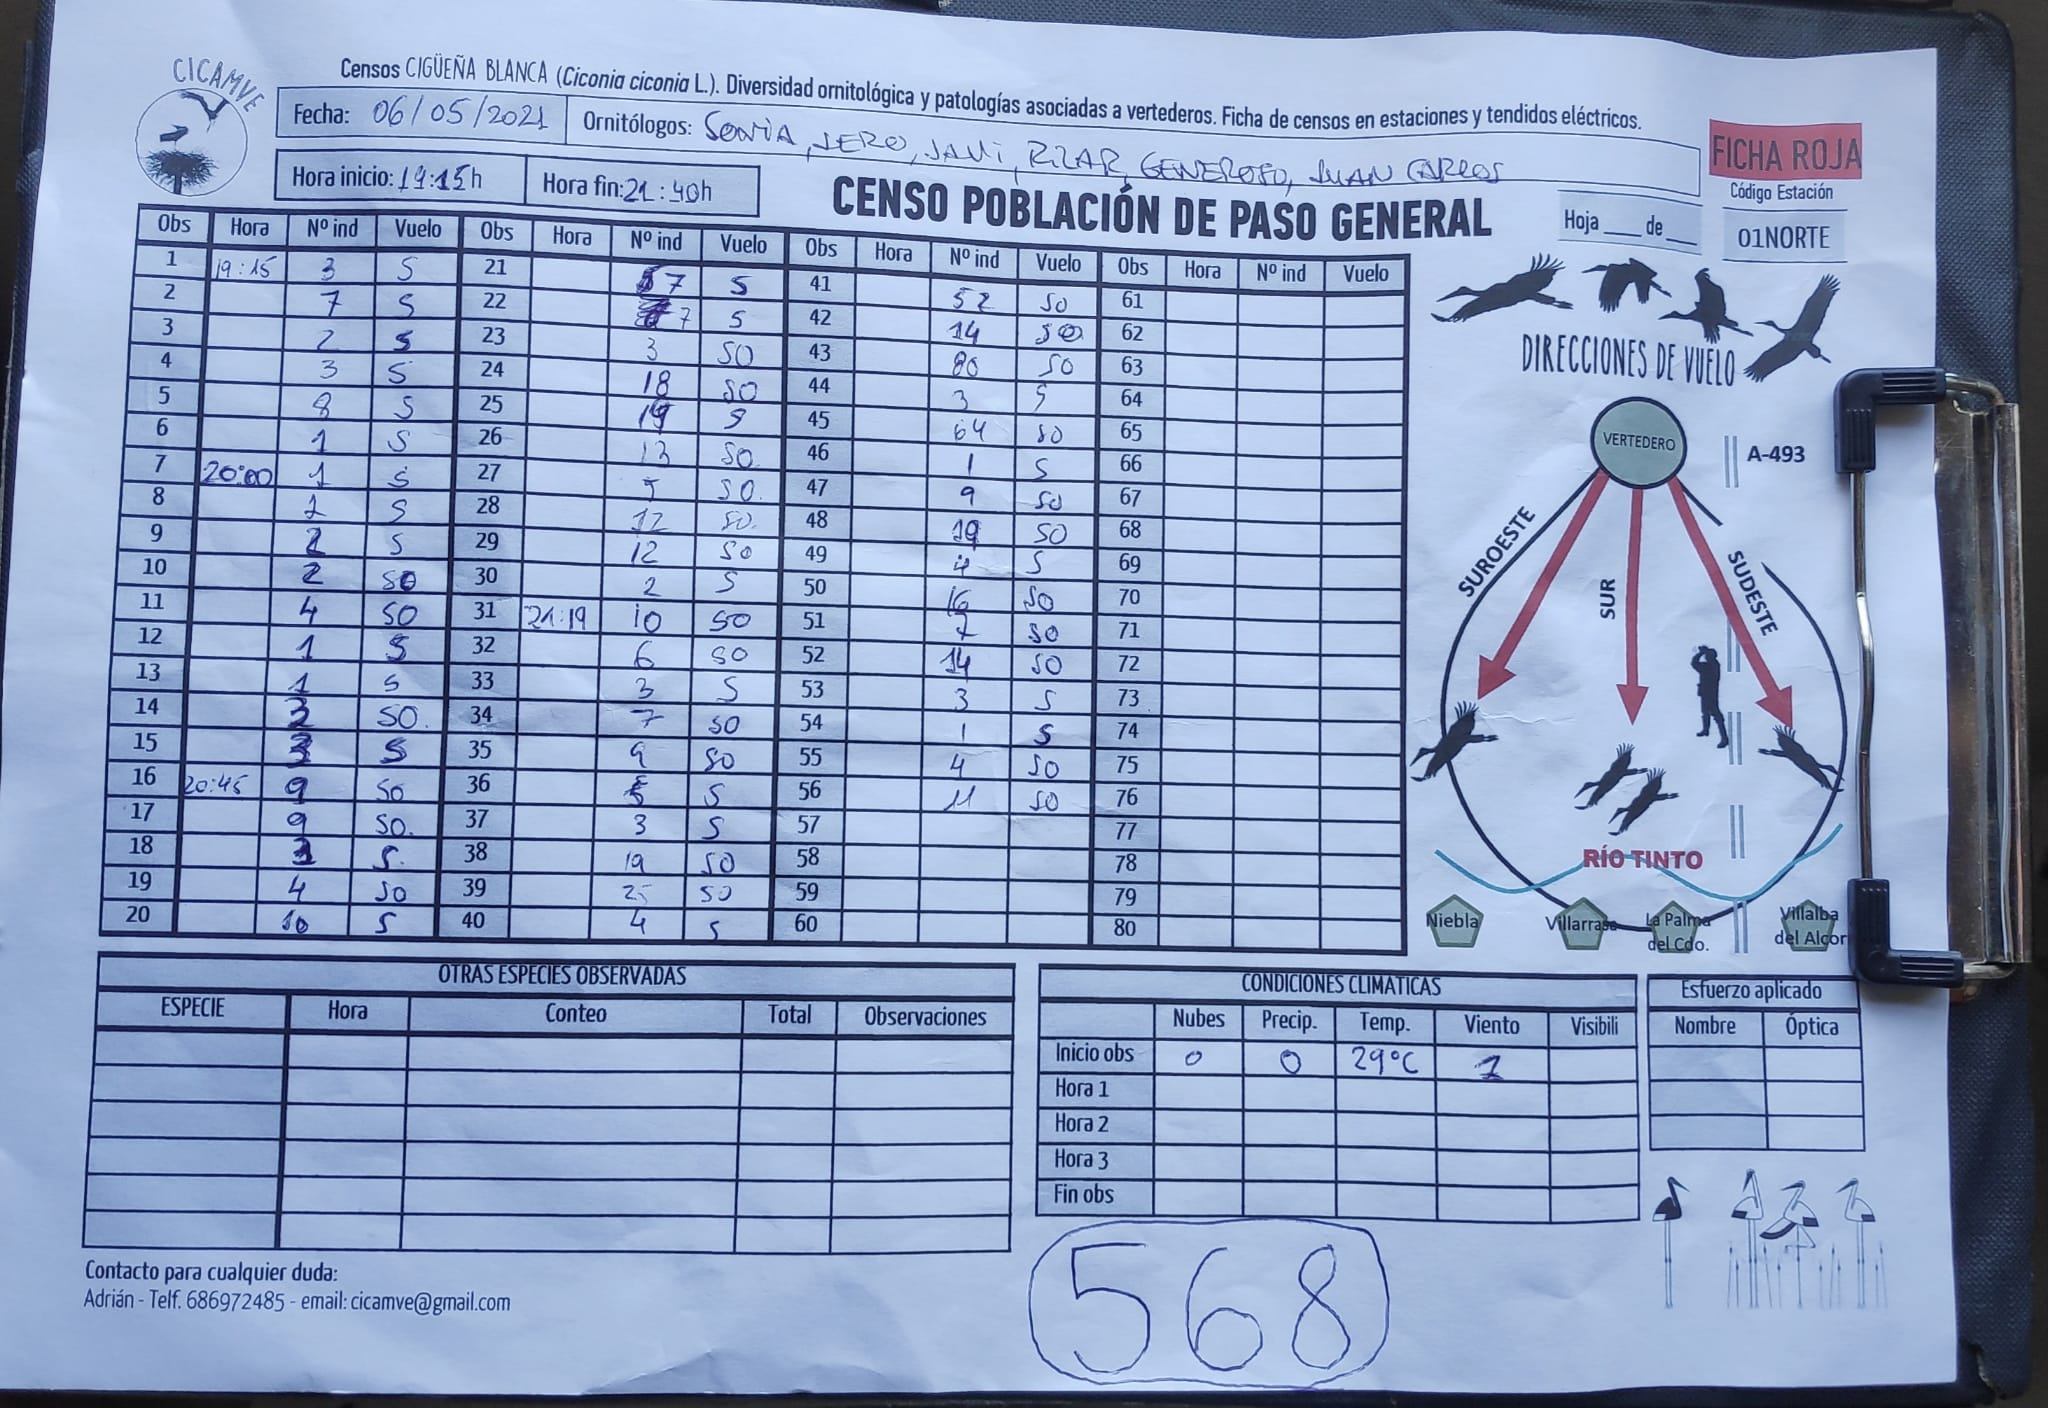 CICAMVE
Censos CIGÜEÑA BLANCA (Ciconia ciconia L.). Diversidad ornitológica y patologías asociadas a vertederos. Ficha de censos en estaciones y tendidos eléctricos.
Fecha: 06/05/2021 Ornitólogos: SONIA, JERO, JAVI, PILAR, GENEROSO, JUAN CARLOS
FICHA ROJA
Hora inicio: 19:15h Hora fin: 21:40h
CENSO POBLACIÓN DE PASO GENERAL
Hoja ___ de ___
Código Estación
01NORTE
Obs Hora Nº ind Vuelo Obs Hora Nº ind Vuelo Obs Hora Nº ind Vuelo Obs Hora Nº ind Vuelo
1 19:15 3 S 21 7 S 41 52 SO 61
2 7 S 22 7 S 42 14 SO 62
3 2 S 23 3 SO 43 80 SO 63
4 3 S 24 18 SO 44 3 S 64
5 8 S 25 S 45 64 SO 65
6 1 S 26 13 SO. 46 1 S 66
7 20:00 1 S 27 SO. 47 9 SO 67
8 1 S 28 12 SO. 48 19 SO 68
9 2 S 29 12 SO 49 4 S 69
10 2 SO 30 2 S 50 16 SO 70
11 4 SO 31 21:19 10 SO 51 7 SO 71
12 1 S 32 6 SO 52 14 SO 72
13 1 S 33 3 S 53 3 S 73
14 SO. 34 7 SO 54 1 S 74
15 S 35 9 SO 55 4 SO 75
16 20:45 9 SO 36 S 56 11 SO 76
17 9 SO. 37 3 S 57 77
18 S. 38 19 SO 58 78
19 4 SO 39 25 SO 59 79
20 10 S 40 4 S 60 80
DIRECCIONES DE VUELO
VERTEDERO
A-493
SUROESTE
SUR
SUDESTE
RÍO TINTO
Niebla
Villarrasa
La Palma del Cdo.
Villalba del Alcor
OTRAS ESPECIES OBSERVADAS
ESPECIE Hora Conteo Total Observaciones
CONDICIONES CLIMATICAS
Nubes Precip. Temp. Viento Visibili
Inicio obs 0 0 29ºC 1
Hora 1
Hora 2
Hora 3
Fin obs
Esfuerzo aplicado
Nombre Óptica
568
Contacto para cualquier duda:
Adrián - Telf. 686972485 - email: cicamve@gmail.com